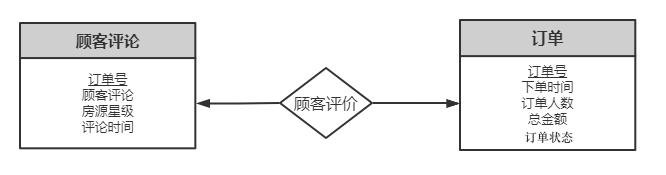 顾客评论
订单号
顾客评论
房源星级
评论时间
顾客评价
订单
订单号
下单时间
订单人数
总金额
订单状态